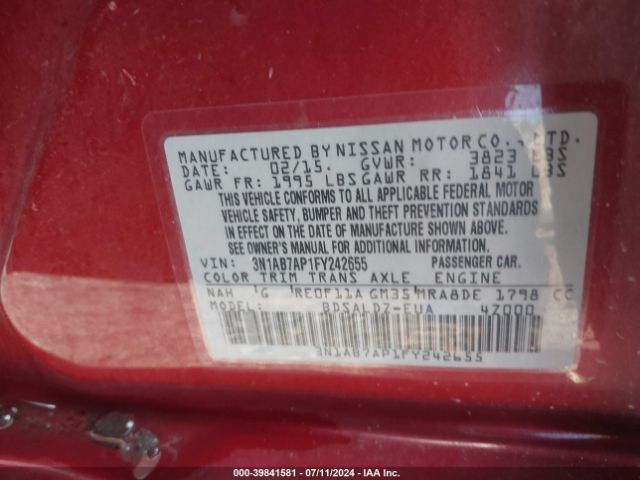 MANUFACTURED BY NISSAN MOTOR CO., LTD.
DATE: 02/15. GVWR: 3823 LBS
GAWR FR: 1995 LBS GAWR RR: 1841 LBS
THIS VEHICLE CONFORMS TO ALL APPLICABLE FEDERAL MOTOR
VEHICLE SAFETY, BUMPER AND THEFT PREVENTION STANDARDS
IN EFFECT ON THE DATE OF MANUFACTURE SHOWN ABOVE.
SEE OWNER'S MANUAL FOR ADDITIONAL INFORMATION.
VIN: 3N1AB7AP1FY242655 PASSENGER CAR.
COLOR TRIM TRANS AXLE ENGINE
NAH G RE0F11A GM35 MRA8DE 1798 CC
MODEL: BDSALDZ-EUA 47000
3N1AB7AP1FY242655
000-39841581 - 07/11/2024 - IAA Inc.